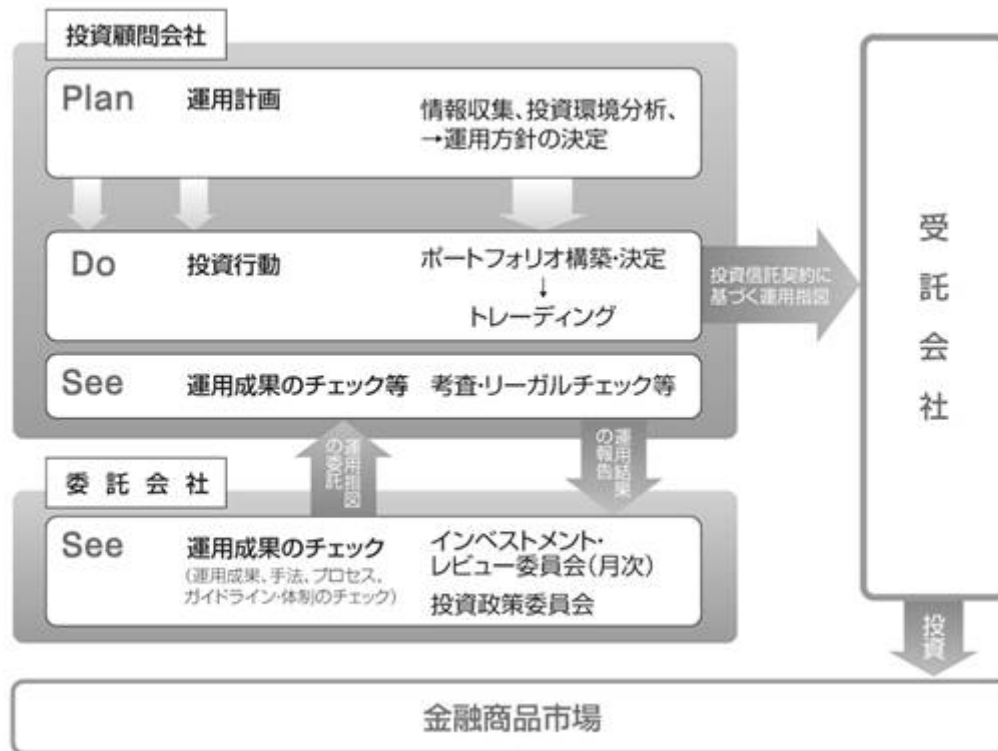 投資顧問会社
Plan 運用計画 情報収集、投資環境分析、
→運用方針の決定
Do 投資行動 ポートフォリオ構築・決定
↓
トレーディング
投資信託契約に
基づく運用指図
See 運用成果のチェック等 考査・リーガルチェック等
運用指図
の委託
運用結果
の報告
委託会社
See 運用成果のチェック
(運用成果、手法、プロセス、
ガイドライン・体制のチェック)
インベストメント・
レビュー委員会(月次)
投資政策委員会
受託会社
投資
金融商品市場